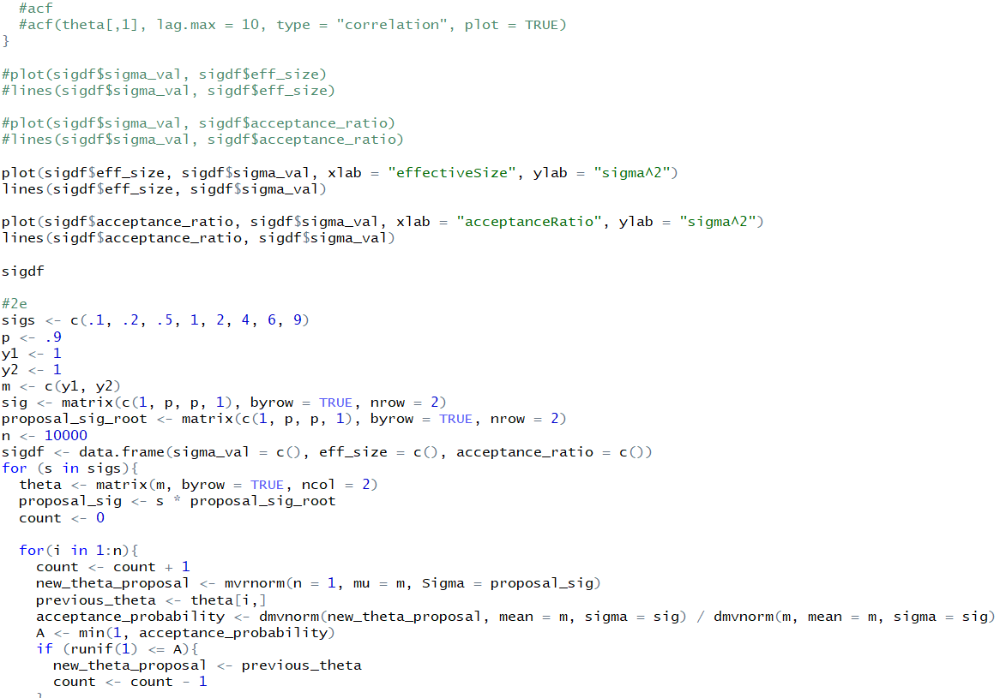 #acf
#acf(theta[,1], lag.max = 10, type = "correlation", plot = TRUE)
}
#plot(sigdf$sigma_val, sigdf$eff_size)
#lines(sigdf$sigma_val, sigdf$eff_size)
#plot(sigdf$sigma_val, sigdf$acceptance_ratio)
#lines(sigdf$sigma_val, sigdf$acceptance_ratio)
plot(sigdf$eff_size, sigdf$sigma_val, xlab = "effectiveSize", ylab = "sigma^2")
lines(sigdf$eff_size, sigdf$sigma_val)
plot(sigdf$acceptance_ratio, sigdf$sigma_val, xlab = "acceptanceRatio", ylab = "sigma^2")
lines(sigdf$acceptance_ratio, sigdf$sigma_val)
sigdf
#2e
sigs <- c(.1, .2, .5, 1, 2, 4, 6, 9)
p <- .9
y1 <- 1
y2 <- 1
m <- c(y1, y2)
sig <- matrix(c(1, p, p, 1), byrow = TRUE, nrow = 2)
proposal_sig_root <- matrix(c(1, p, p, 1), byrow = TRUE, nrow = 2)
n <- 10000
sigdf <- data.frame(sigma_val = c(), eff_size = c(), acceptance_ratio = c())
for (s in sigs){
theta <- matrix(m, byrow = TRUE, ncol = 2)
proposal_sig <- s * proposal_sig_root
count <- 0
for(i in 1:n){
count <- count + 1
new_theta_proposal <- mvrnorm(n = 1, mu = m, Sigma = proposal_sig)
previous_theta <- theta[i,]
acceptance_probability <- dmvnorm(new_theta_proposal, mean = m, sigma = sig) / dmvnorm(m, mean = m, sigma = sig)
A <- min(1, acceptance_probability)
if (runif(1) <= A){
new_theta_proposal <- previous_theta
count <- count - 1
}